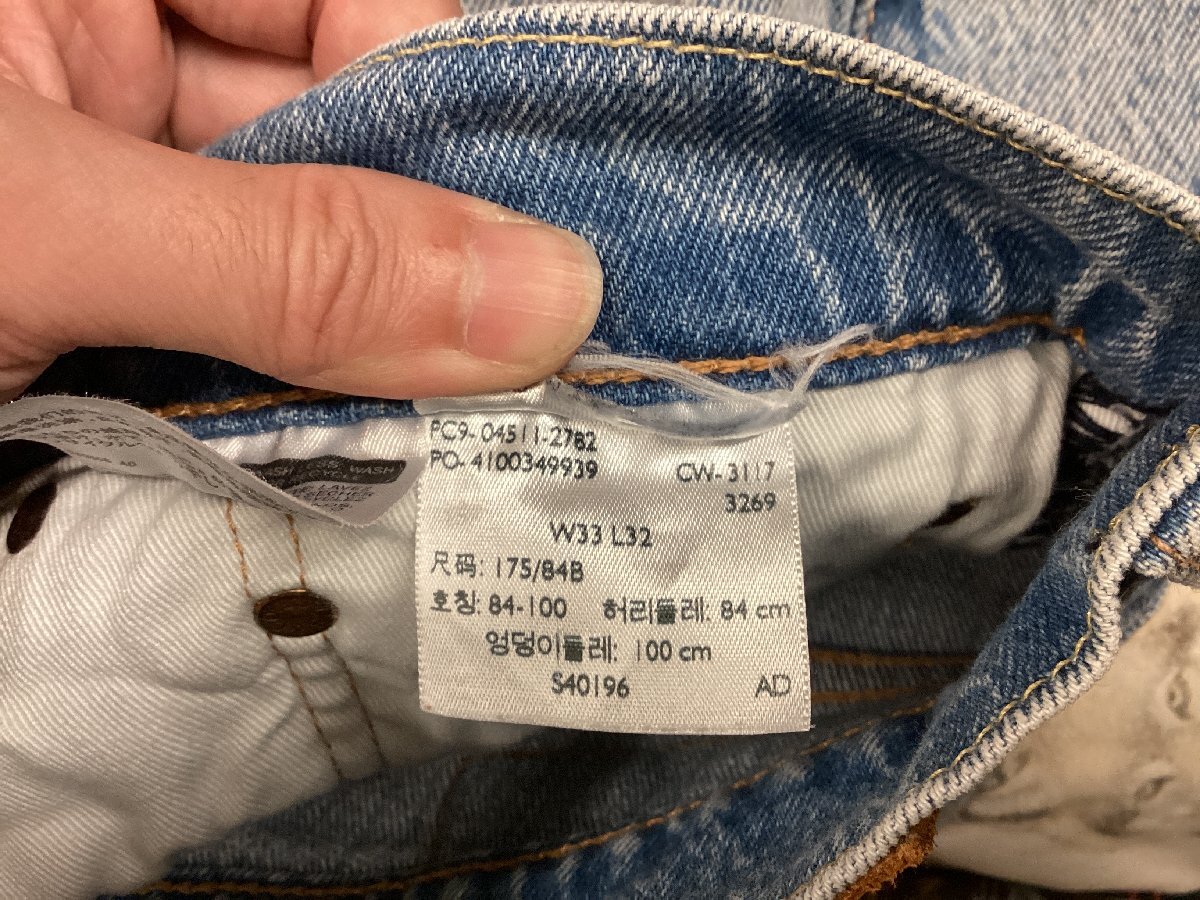 PC9-04511-2782
PO-4100349939 CW-3117
3269
W33 L32
尺码: 175/84B
호칭: 84-100 허리둘레: 84 cm
엉덩이둘레: 100 cm
S40196 AD
WASH